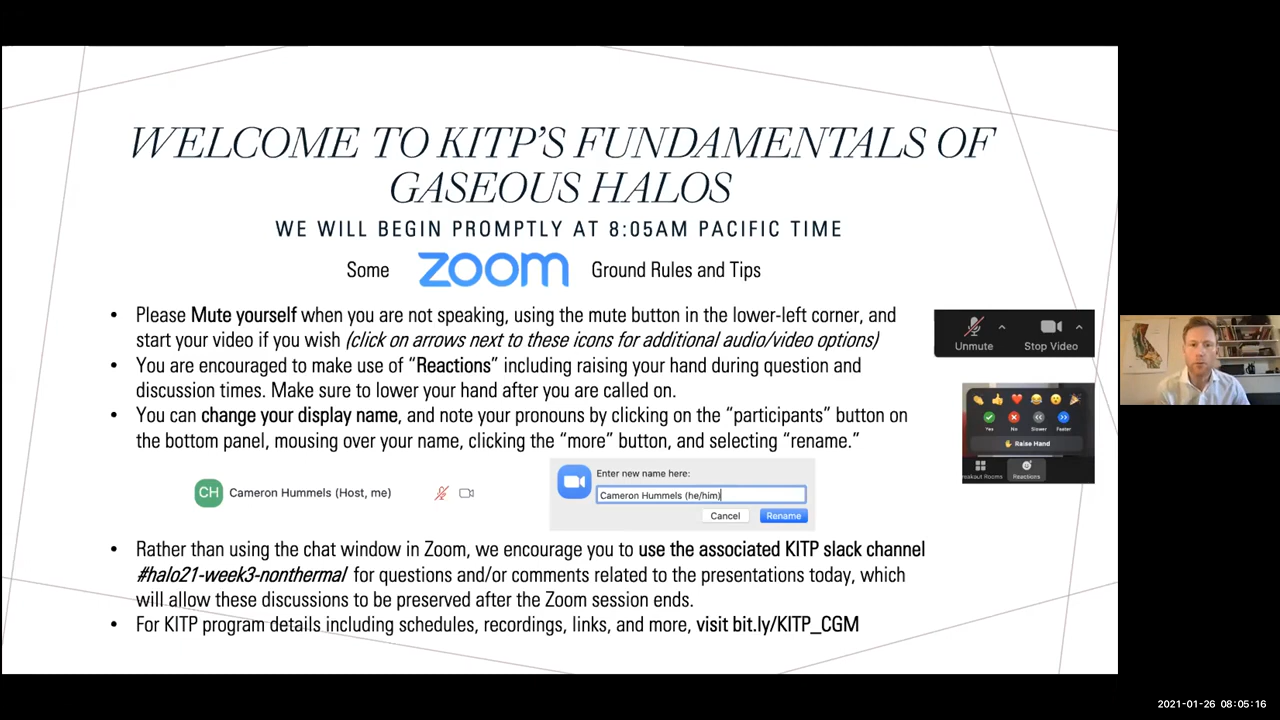 WELCOME TO KITP'S FUNDAMENTALS OF
GASEOUS HALOS
WE WILL BEGIN PROMPTLY AT 8:05AM PACIFIC TIME
Some zoom Ground Rules and Tips
• Please Mute yourself when you are not speaking, using the mute button in the lower-left corner, and
start your video if you wish (click on arrows next to these icons for additional audio/video options)
• You are encouraged to make use of “Reactions” including raising your hand during question and
discussion times. Make sure to lower your hand after you are called on.
• You can change your display name, and note your pronouns by clicking on the “participants” button on
the bottom panel, mousing over your name, clicking the “more” button, and selecting “rename.”
Unmute Stop Video
Yes No Slower Faster
Raise Hand
eakout Rooms Reactions
CH Cameron Hummels (Host, me)
Enter new name here:
Cameron Hummels (he/him)
Cancel Rename
• Rather than using the chat window in Zoom, we encourage you to use the associated KITP slack channel
#halo21-week3-nonthermal for questions and/or comments related to the presentations today, which
will allow these discussions to be preserved after the Zoom session ends.
• For KITP program details including schedules, recordings, links, and more, visit bit.ly/KITP_CGM
2021-01-26 08:05:16